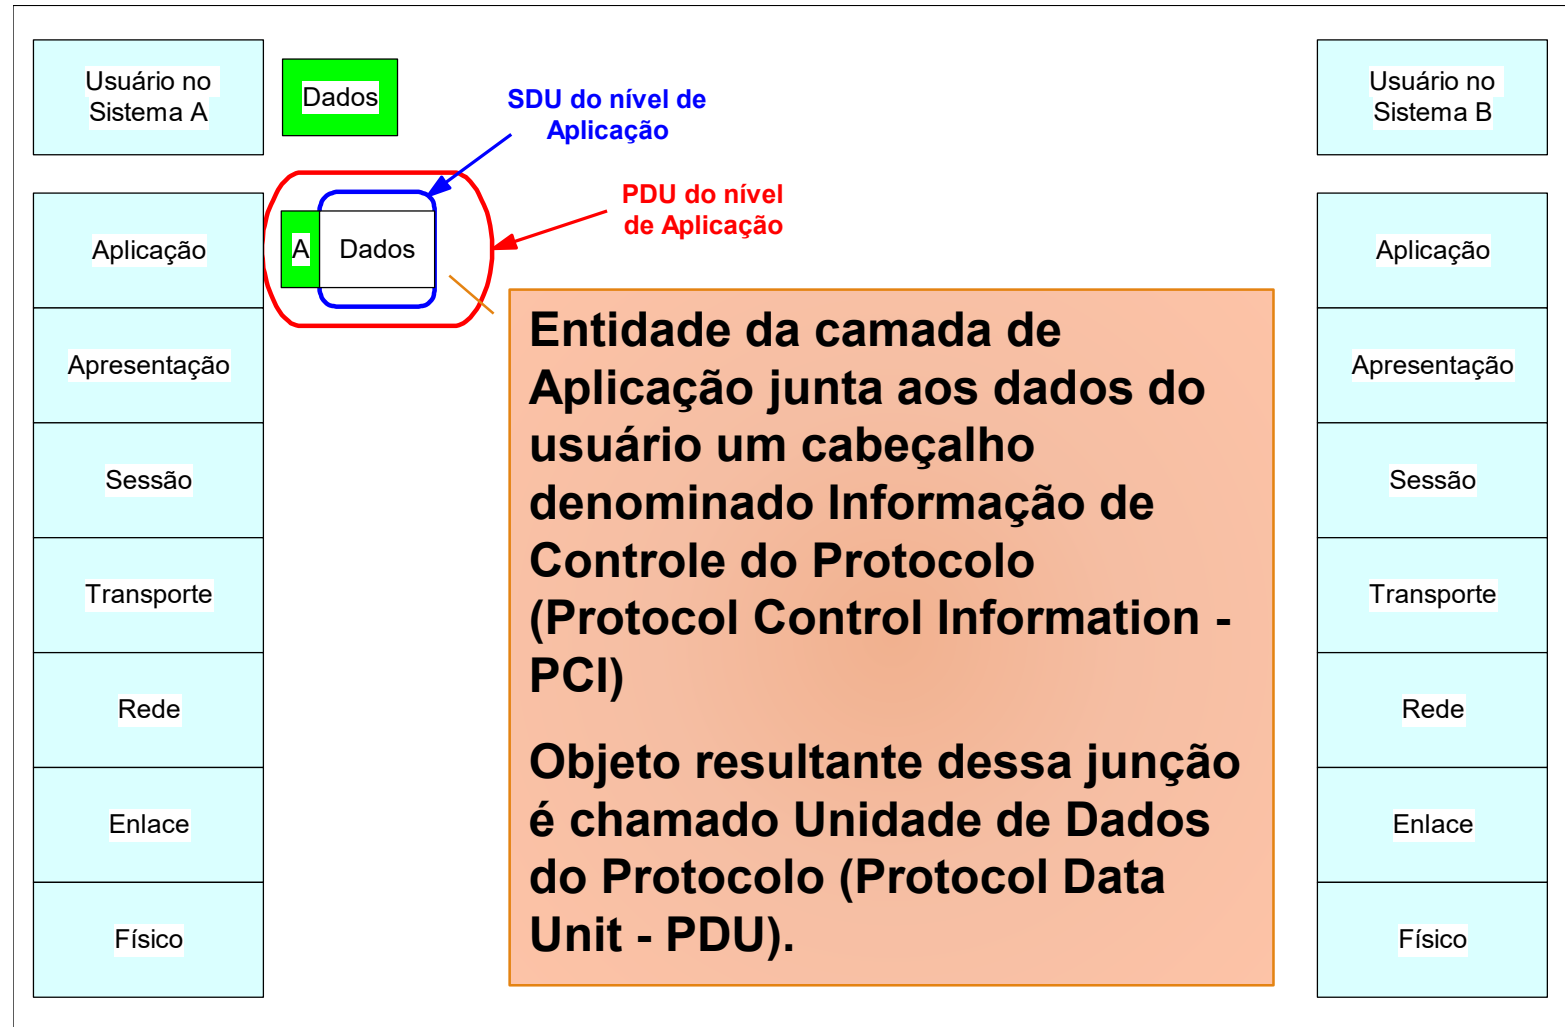 Usuário no
Sistema A
Dados
SDU do nível de
Aplicação
PDU do nível
de Aplicação
A
Dados
Aplicação
Apresentação
Sessão
Transporte
Rede
Enlace
Físico
Entidade da camada de
Aplicação junta aos dados do
usuário um cabeçalho
denominado Informação de
Controle do Protocolo
(Protocol Control Information -
PCI)
Objeto resultante dessa junção
é chamado Unidade de Dados
do Protocolo (Protocol Data
Unit - PDU).
Usuário no
Sistema B
Aplicação
Apresentação
Sessão
Transporte
Rede
Enlace
Físico